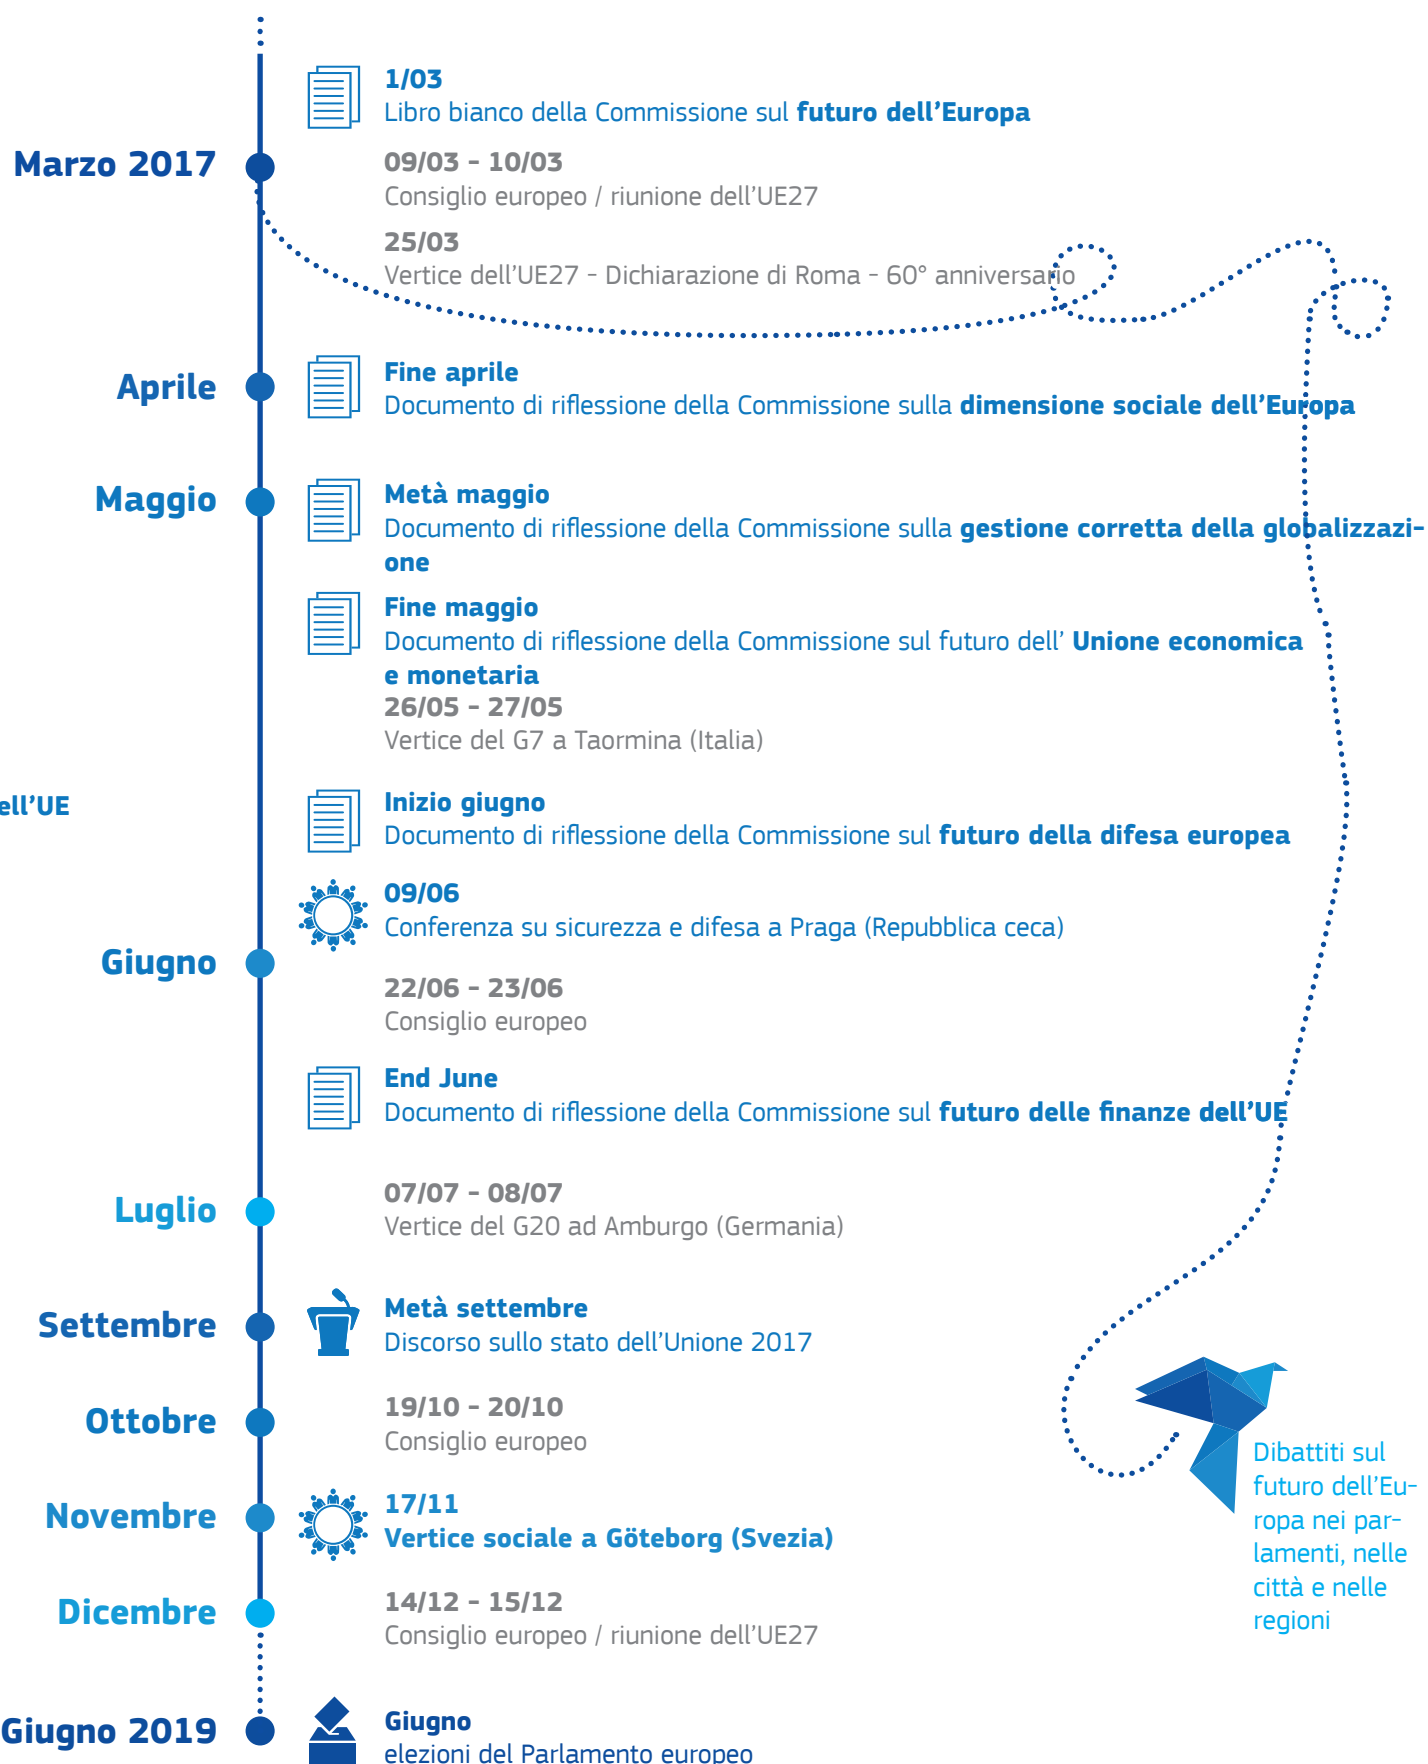 1/03
Libro bianco della Commissione sul futuro dell'Europa
Marzo 2017
09/03 - 10/03
Consiglio europeo / riunione dell'UE27
25/03
Vertice dell'UE27 - Dichiarazione di Roma - 60° anniversario
Aprile
Fine aprile
Documento di riflessione della Commissione sulla dimensione sociale dell'Europa
Maggio
Metà maggio
Documento di riflessione della Commissione sulla gestione corretta della globalizzazi-
one
Fine maggio
Documento di riflessione della Commissione sul futuro dell' Unione economica
e monetaria
26/05 - 27/05
Vertice del G7 a Taormina (Italia)
ell'UE
Inizio giugno
Documento di riflessione della Commissione sul futuro della difesa europea
09/06
Conferenza su sicurezza e difesa a Praga (Repubblica ceca)
Giugno
22/06 - 23/06
Consiglio europeo
End June
Documento di riflessione della Commissione sul futuro delle finanze dell'UE
Luglio
07/07 - 08/07
Vertice del G20 ad Amburgo (Germania)
Settembre
Metà settembre
Discorso sullo stato dell'Unione 2017
Ottobre
19/10 - 20/10
Consiglio europeo
Novembre
17/11
Vertice sociale a Göteborg (Svezia)
Dicembre
14/12 - 15/12
Consiglio europeo / riunione dell'UE27
Dibattiti sul
futuro dell'Eu-
ropa nei par-
lamenti, nelle
città e nelle
regioni
Giugno 2019
Giugno
elezioni del Parlamento europeo